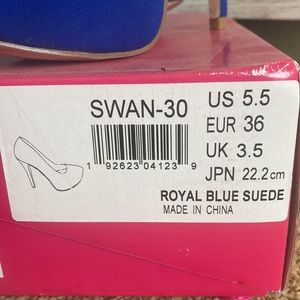 SWAN-30
1 92623 04123 9
US 5.5
EUR 36
UK 3.5
JPN 22.2cm
ROYAL BLUE SUEDE
MADE IN CHINA